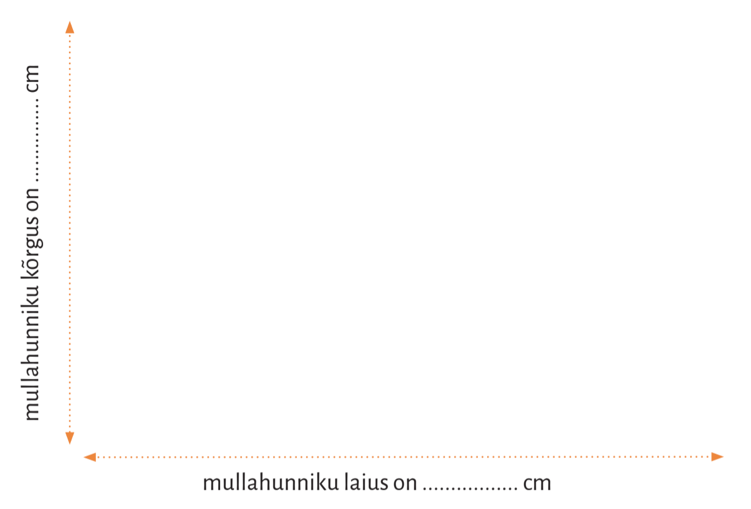 mullahunniku kõrgus on ................ cm
mullahunniku laius on ................. cm